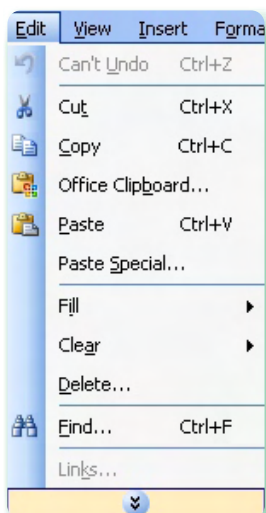 Edit View Insert Forma
Can't Undo Ctrl+Z
Cut Ctrl+X
Copy Ctrl+C
Office Clipboard...
Paste Ctrl+V
Paste Special...
Fill
Clear
Delete...
Find... Ctrl+F
Links...